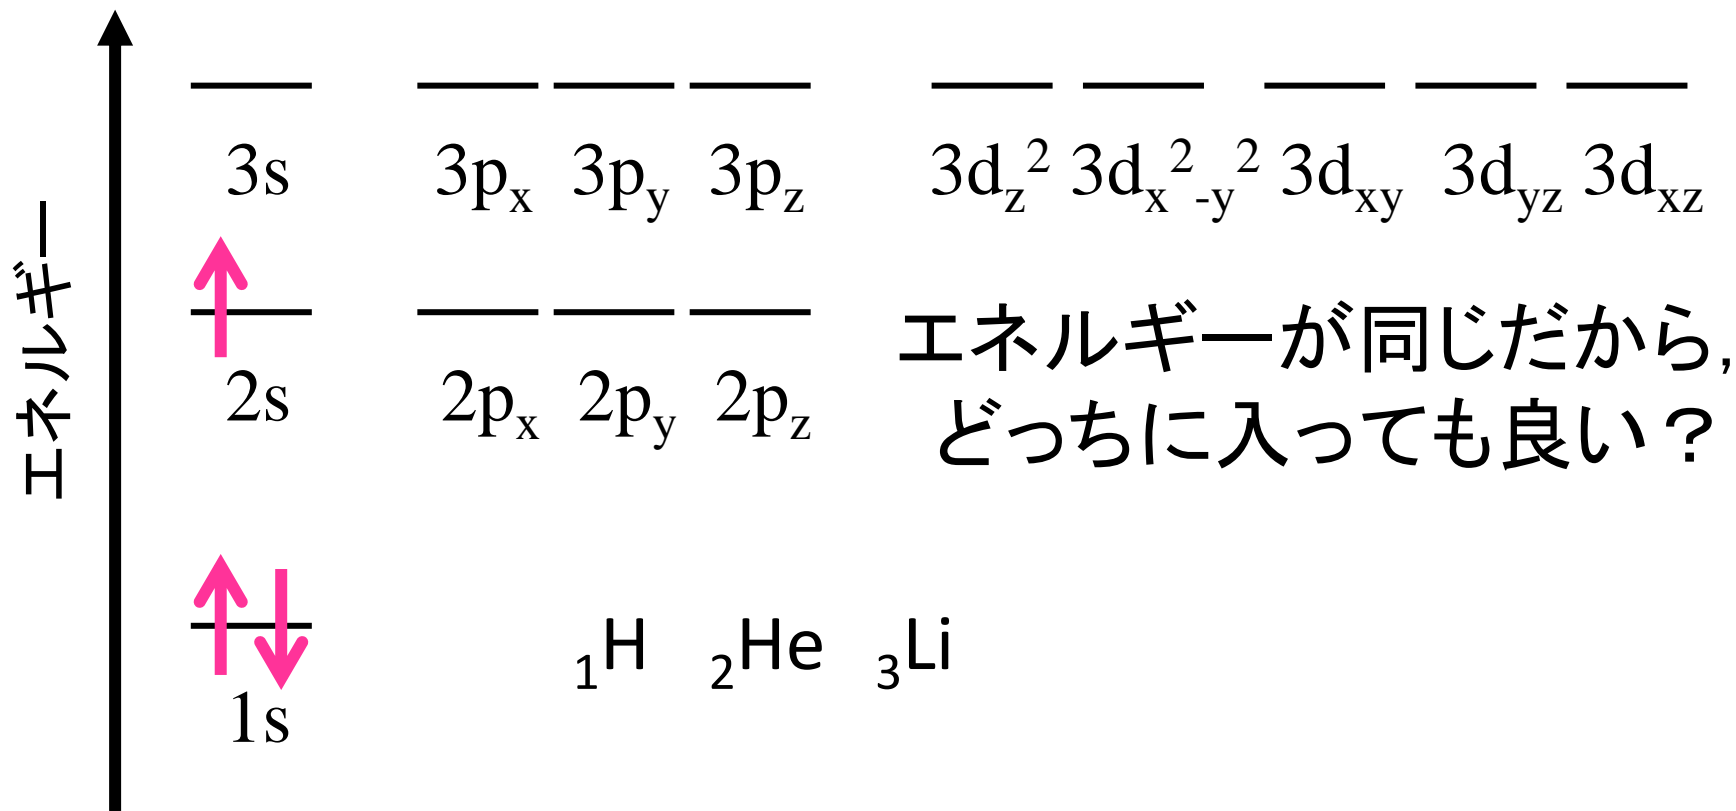 エネルギー
3s 3px 3py 3pz 3dz2 3dx2-y2 3dxy 3dyz 3dxz
エネルギーが同じだから,
2s 2px 2py 2pz
どっちに入っても良い？
1H 2He 3Li
1s